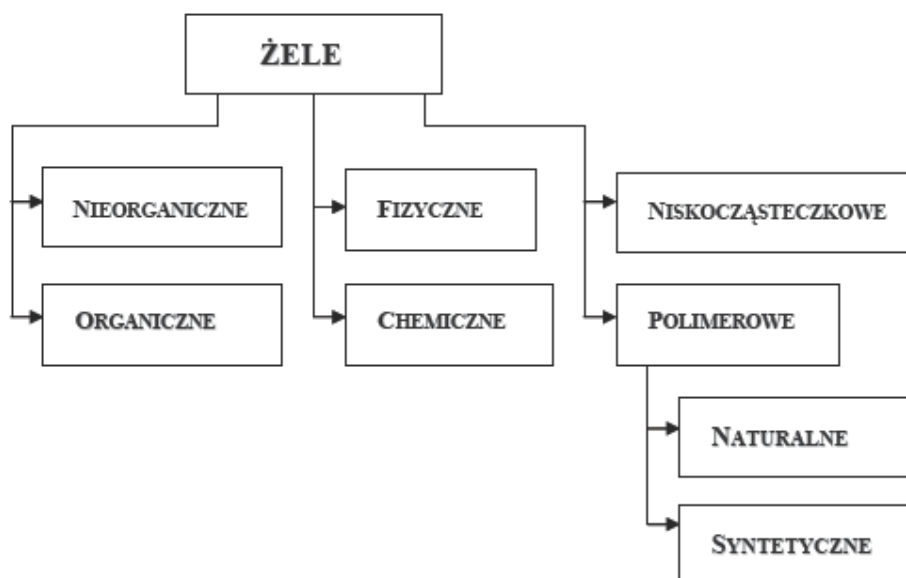 ŻELE
NIEORGANICZNE
FIZYCZNE
NISKOCZĄSTECZKOWE
ORGANICZNE
CHEMICZNE
POLIMEROWE
NATURALNE
SYNTETYCZNE